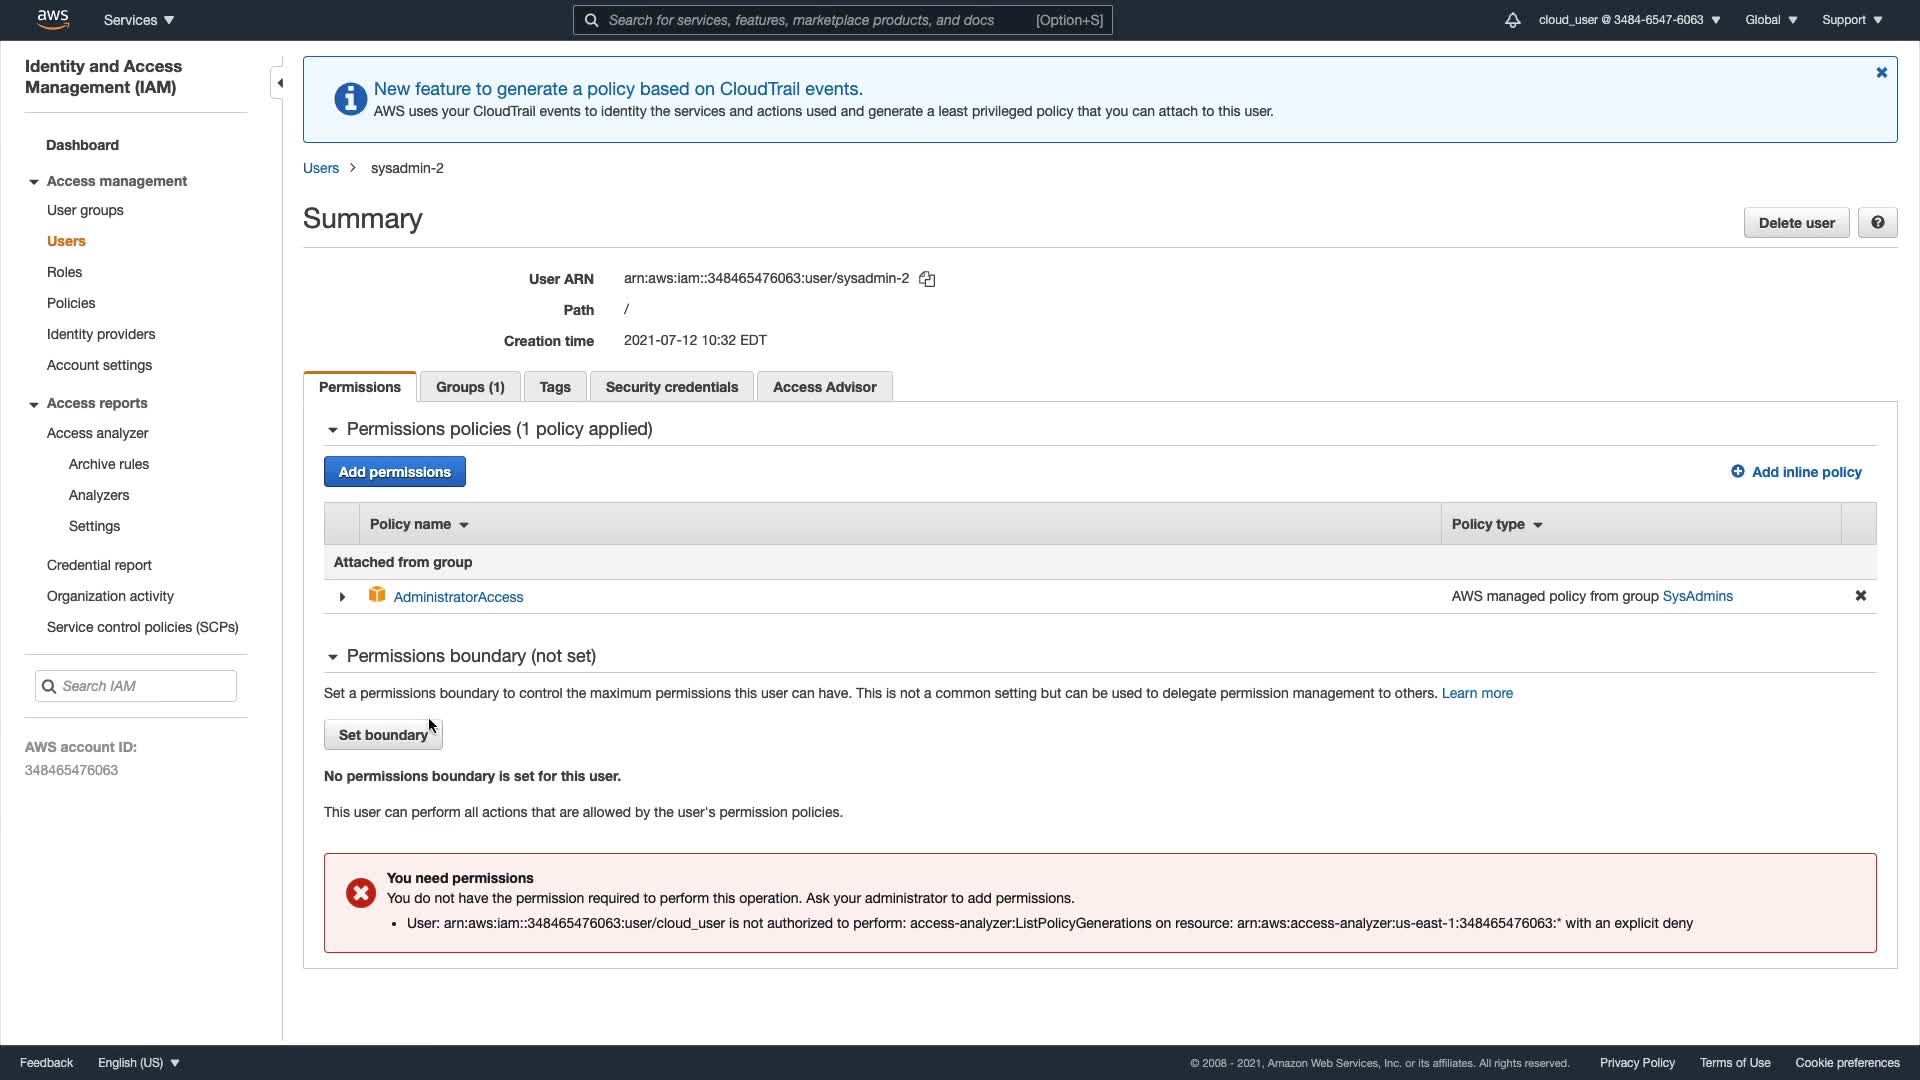 aws
Services
Search for services, features, marketplace products, and docs
[Option+S]
cloud_user @ 3484-6547-6063
Global
Support
Identity and Access
Management (IAM)
Dashboard
Access management
User groups
Users
Roles
Policies
Identity providers
Account settings
Access reports
Access analyzer
Archive rules
Analyzers
Settings
Credential report
Organization activity
Service control policies (SCPs)
Search IAM
AWS account ID:
348465476063
New feature to generate a policy based on CloudTrail events.
AWS uses your CloudTrail events to identify the services and actions used and generate a least privileged policy that you can attach to this user.
Users > sysadmin-2
Summary
Delete user
User ARN arn:aws:iam::348465476063:user/sysadmin-2
Path /
Creation time 2021-07-12 10:32 EDT
Permissions
Groups (1)
Tags
Security credentials
Access Advisor
Permissions policies (1 policy applied)
Add permissions
Add inline policy
Policy name
Policy type
Attached from group
AdministratorAccess
AWS managed policy from group SysAdmins
Permissions boundary (not set)
Set a permissions boundary to control the maximum permissions this user can have. This is not a common setting but can be used to delegate permission management to others. Learn more
Set boundary
No permissions boundary is set for this user.
This user can perform all actions that are allowed by the user's permission policies.
You need permissions
You do not have the permission required to perform this operation. Ask your administrator to add permissions.
• User: arn:aws:iam::348465476063:user/cloud_user is not authorized to perform: access-analyzer:ListPolicyGenerations on resource: arn:aws:access-analyzer:us-east-1:348465476063:* with an explicit deny
Feedback
English (US)
© 2008 - 2021, Amazon Web Services, Inc. or its affiliates. All rights reserved.
Privacy Policy
Terms of Use
Cookie preferences